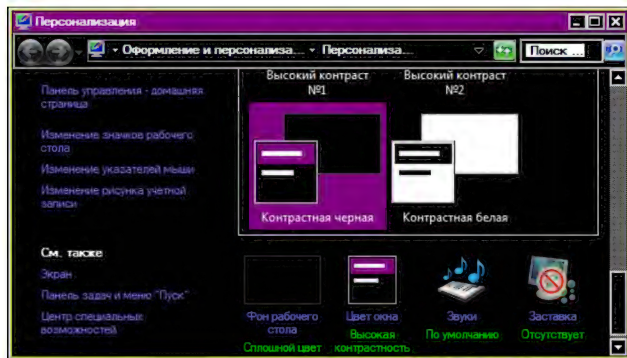 Персонализация
Оформление и персонализа... Персонализа... Поиск ...
Панель управления - домашняя
страница
Изменение значков рабочего
стола
Изменение указателей мыши
Изменение рисунка учетной
записи
См. также
Экран
Панель задач и меню "Пуск"
Центр специальных
возможностей
Высокий контраст
№1
Высокий контраст
№2
Контрастная черная
Контрастная белая
Фон рабочего
стола
Сплошной цвет
Цвет окна
Высокая
контрастность
Звуки
По умолчанию
Заставка
Отсутствует